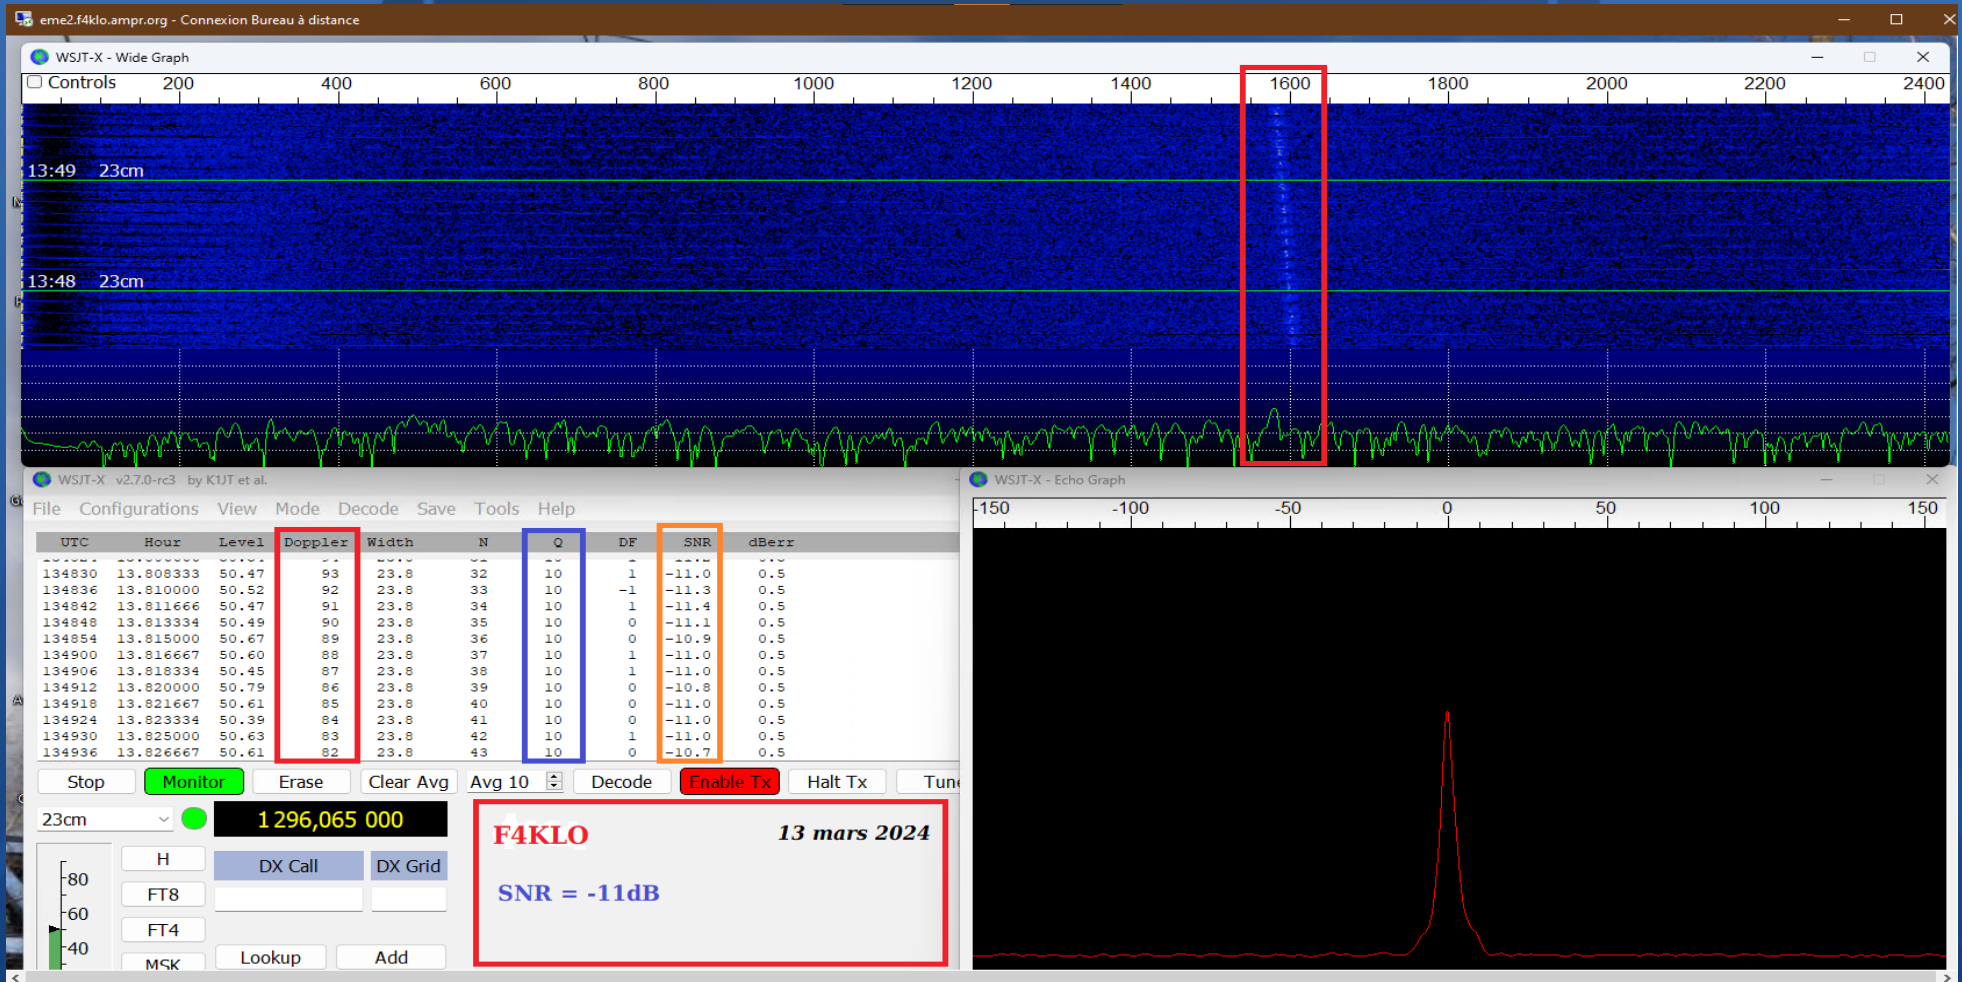 eme2.f4klo.ampr.org - Connexion Bureau à distance
WSJT-X - Wide Graph
Controls 200 400 600 800 1000 1200 1400 1600 1800 2000 2200 2400
13:49 23cm
13:48 23cm
WSJT-X v2.7.0-rc3 by K1JT et al.
File Configurations View Mode Decode Save Tools Help
UTC Hour Level Doppler Width N Q DF SNR dBerr
134830 13.808333 50.47 93 23.8 32 10 1 -11.0 0.5
134836 13.810000 50.52 92 23.8 33 10 -1 -11.3 0.5
134842 13.811666 50.47 91 23.8 34 10 1 -11.4 0.5
134848 13.813334 50.49 90 23.8 35 10 0 -11.1 0.5
134854 13.815000 50.67 89 23.8 36 10 0 -10.9 0.5
134900 13.816667 50.60 88 23.8 37 10 1 -11.0 0.5
134906 13.818334 50.45 87 23.8 38 10 1 -11.0 0.5
134912 13.820000 50.79 86 23.8 39 10 0 -10.8 0.5
134918 13.821667 50.61 85 23.8 40 10 0 -11.0 0.5
134924 13.823334 50.39 84 23.8 41 10 0 -11.0 0.5
134930 13.825000 50.63 83 23.8 42 10 1 -11.0 0.5
134936 13.826667 50.61 82 23.8 43 10 0 -10.7 0.5
Stop Monitor Erase Clear Avg Avg 10 Decode Enable Tx Halt Tx Tune
23cm 1 296,065 000
H DX Call DX Grid
80
FT8
60
FT4
40
MSK Lookup Add
F4KLO 13 mars 2024
SNR = -11dB
WSJT-X - Echo Graph
-150 -100 -50 0 50 100 150